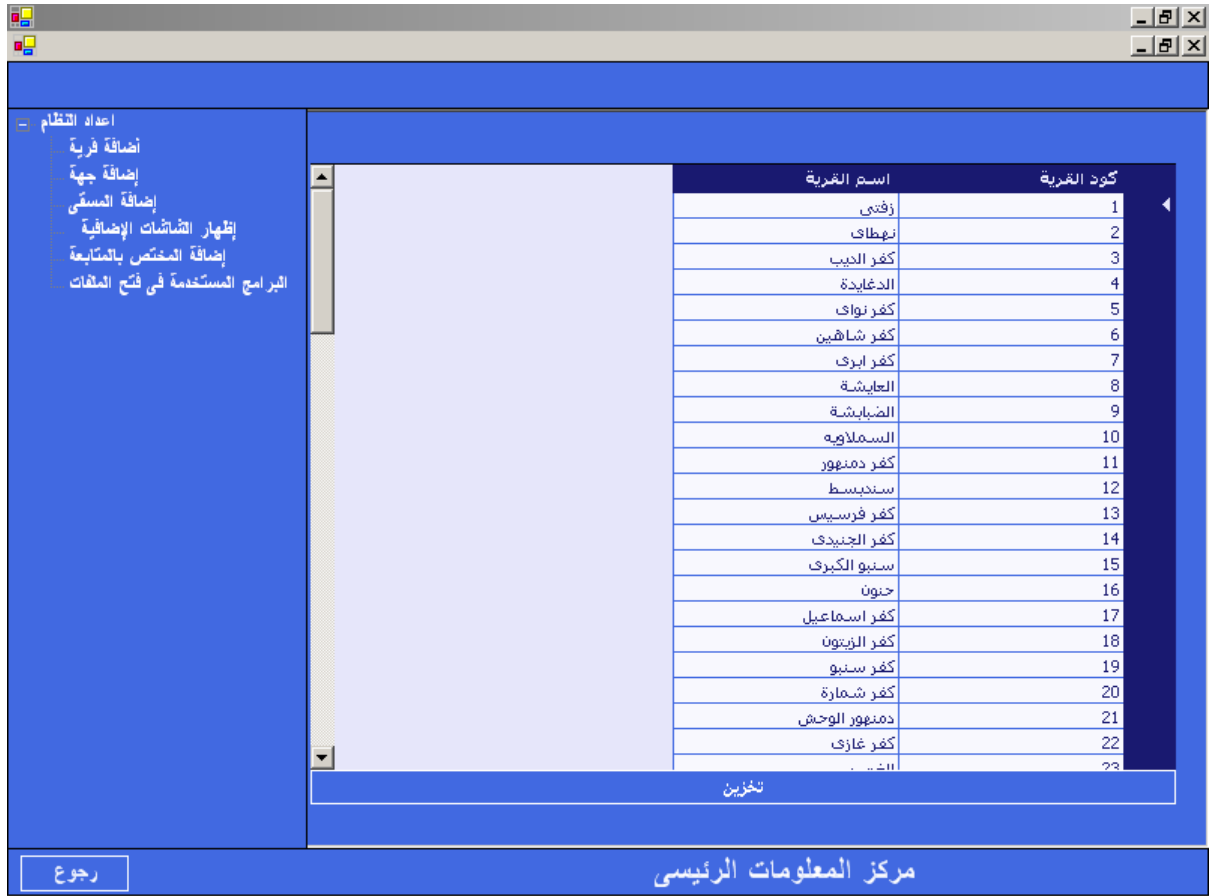 اعداد النظام
أضافة قرية
إضافة جهة
إضافة المسقى
إظهار الشاشات الإضافية
إضافة المختص بالمتابعة
البرامج المستخدمة فى فتح الملفات
كود القرية اسم القرية
1 زفتى
2 نهطاى
3 كفر الديب
4 الدغايدة
5 كفر نواى
6 كفر شاهين
7 كفر ابرى
8 العايشة
9 الضبابشة
10 السملاويه
11 كفر دمنهور
12 سندبسط
13 كفر فرسيس
14 كفر الجنيدى
15 سنبو الكبرى
16 حنون
17 كفر اسماعيل
18 كفر الزيتون
19 كفر سنبو
20 كفر شمارة
21 دمنهور الوحش
22 كفر غازى
23
تخزين
مركز المعلومات الرئيسى
رجوع